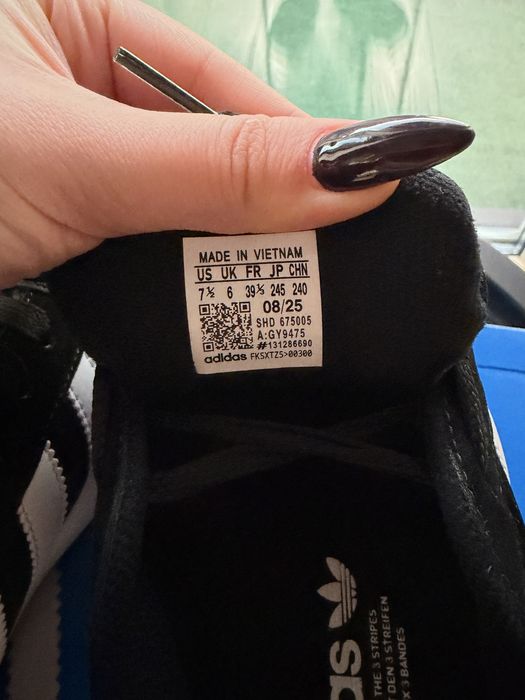 MADE IN VIETNAM
US UK FR JP CHN
7½ 6 39⅓ 245 240
08/25
SHD 675005
A:GY9475
#131286690
adidas FKSXTZ5>00300
THE 3 STRIPES
DEN 3 STREIFEN
3 BANDES